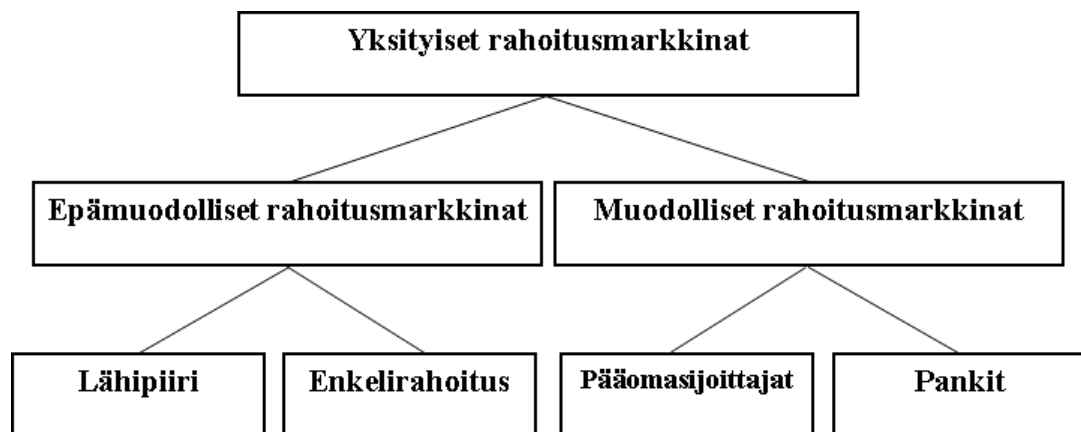 Yksityiset rahoitusmarkkinat
Epämuodolliset rahoitusmarkkinat
Muodolliset rahoitusmarkkinat
Lähipiiri
Enkelirahoitus
Pääomasijoittajat
Pankit